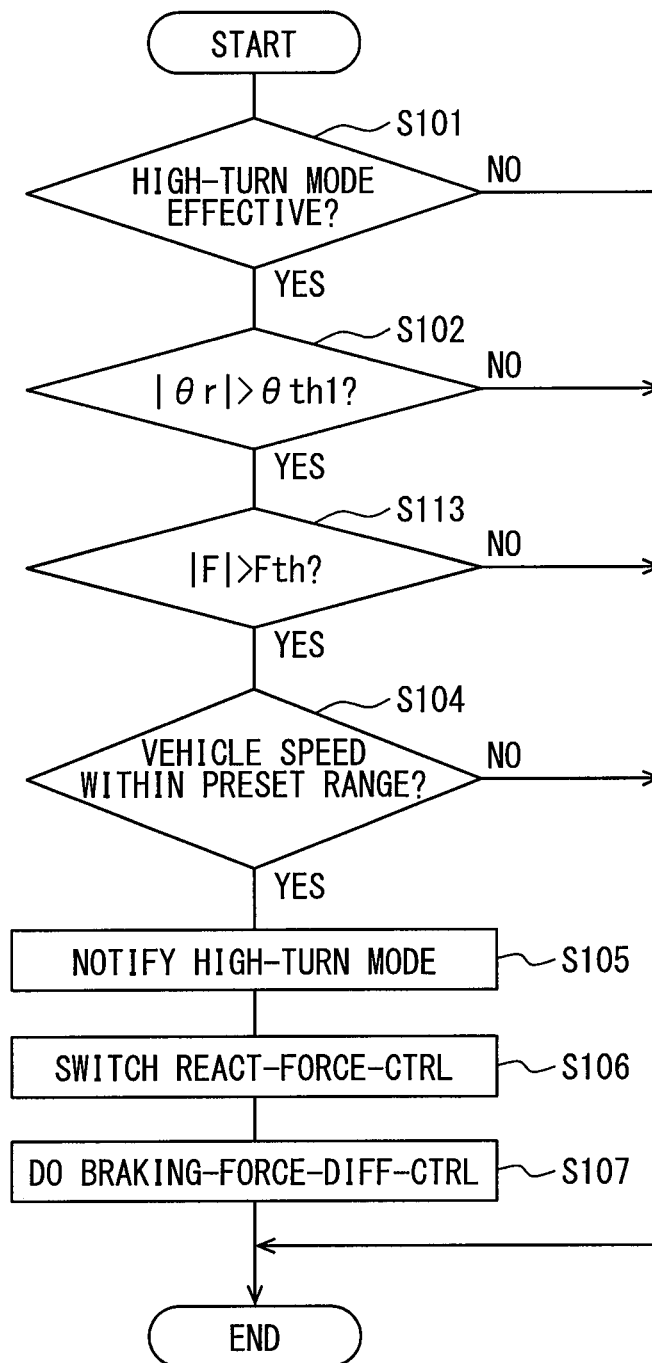 START
S101
HIGH-TURN MODE
EFFECTIVE?
NO
YES
S102
|θr|>θth1?
NO
YES
S113
|F|>Fth?
NO
YES
S104
VEHICLE SPEED
WITHIN PRESET RANGE?
NO
YES
NOTIFY HIGH-TURN MODE
S105
SWITCH REACT-FORCE-CTRL
S106
DO BRAKING-FORCE-DIFF-CTRL
S107
END